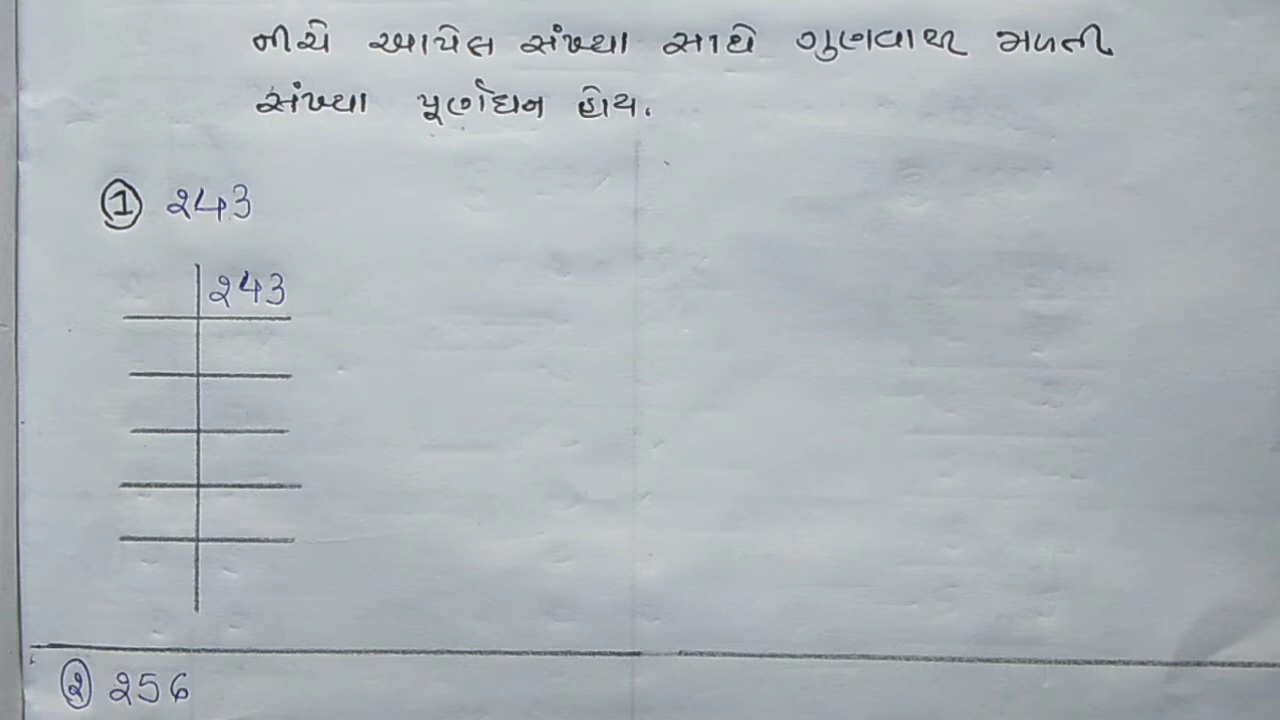 નીચે આપેલ સંખ્યા સાથે ગુણવાથી મળતી
સંખ્યા પૂર્ણઘન હોય.
1 243
243
2 256